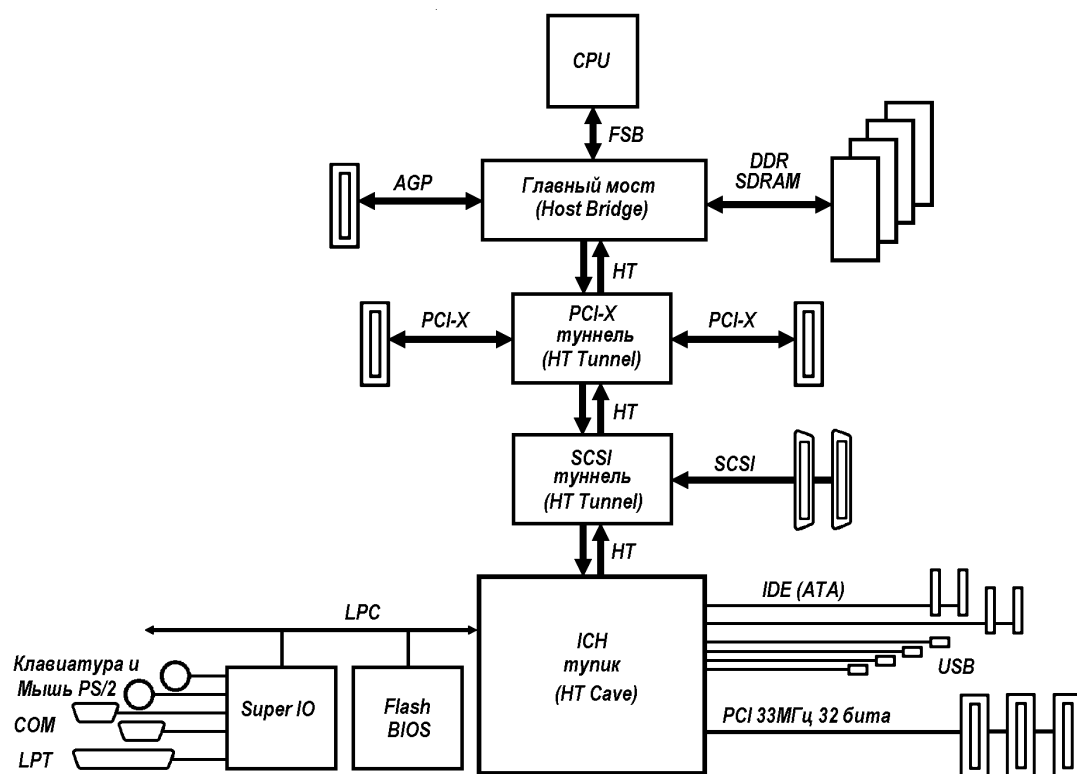 CPU
FSB
AGP
Главный мост
(Host Bridge)
DDR
SDRAM
HT
PCI-X
PCI-X
туннель
(HT Tunnel)
PCI-X
HT
SCSI
туннель
(HT Tunnel)
SCSI
HT
LPC
ICH
тупик
(HT Cave)
IDE (ATA)
USB
PCI 33МГц 32 бита
Клавиатура и
Мышь PS/2
COM
LPT
Super IO
Flash
BIOS